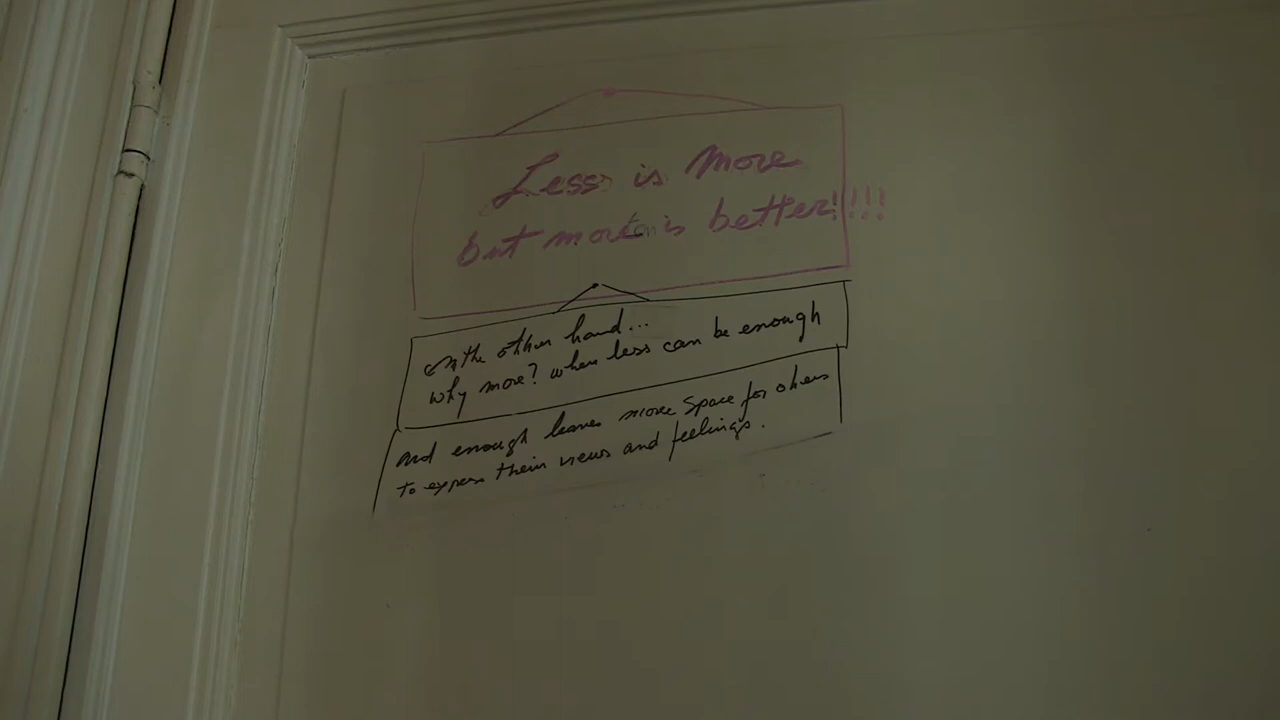 Less is More
but more is better!!!!
on the other hand...
why more? when less can be enough
and enough leaves more space for others
to expose their views and feelings.